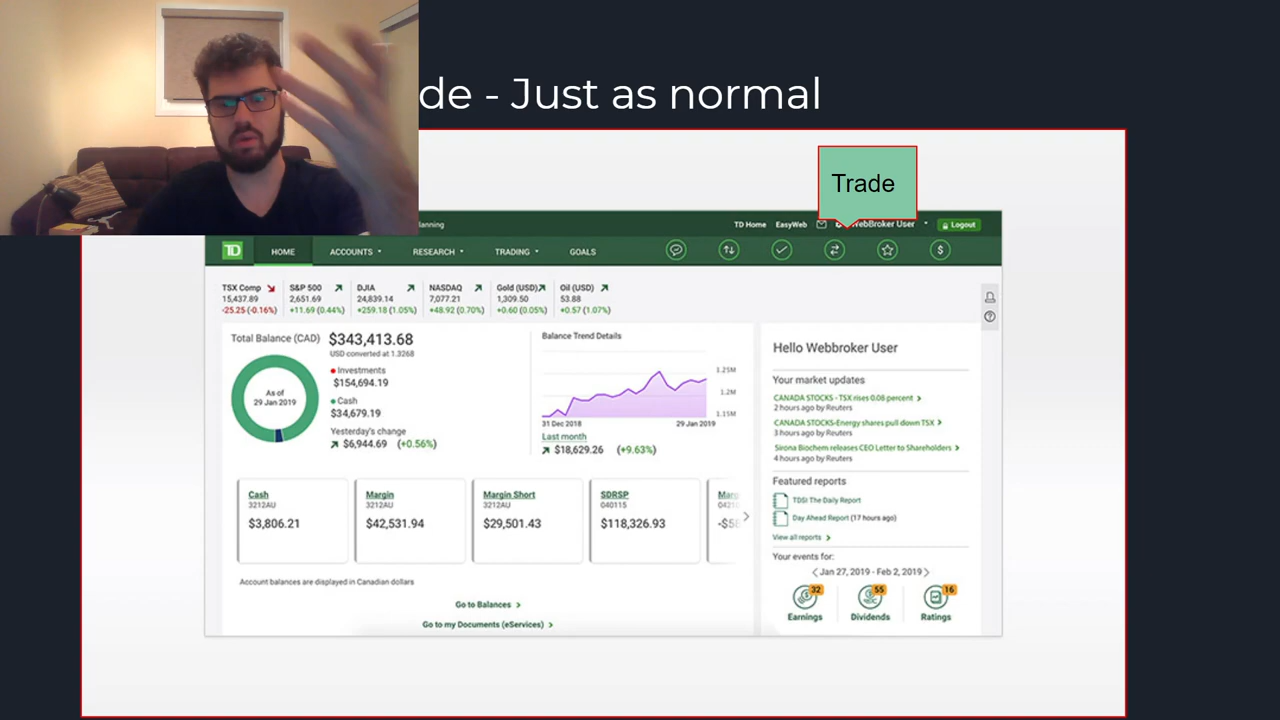 de - Just as normal
Trade
lanning
TD Home EasyWeb WebBroker User Logout
TD HOME ACCOUNTS RESEARCH TRADING GOALS
TSX Comp S&P 500 DJIA NASDAQ Gold (USD) Oil (USD)
15,437.89 2,651.69 24,839.14 7,077.21 1,309.50 53.88
-25.25 (-0.16%) +11.69 (0.44%) +259.18 (1.05%) +48.92 (0.70%) +0.60 (0.05%) +0.57 (1.07%)
Total Balance (CAD) $343,413.68
USD converted at 1.3268
Investments
$154,694.19
Cash
$34,679.19
Yesterday's change
$6,944.69 (+0.56%)
As of
29 Jan 2019
Balance Trend Details
1.25M
1.2M
1.15M
31 Dec 2018 29 Jan 2019
Last month
$18,629.26 (+9.63%)
Cash
3212AU
$3,806.21
Margin
3212AU
$42,531.94
Margin Short
3212AU
$29,501.43
SDRSP
040115
$118,326.93
Marg
0421
-$58
Account balances are displayed in Canadian dollars
Go to Balances >
Go to my Documents (eServices) >
Hello Webbroker User
Your market updates
CANADA STOCKS - TSX rises 0.08 percent >
2 hours ago by Reuters
CANADA STOCKS-Energy shares pull down TSX >
3 hours ago by Reuters
Sirona Biochem releases CEO Letter to Shareholders >
4 hours ago by Reuters
Featured reports
TDSI The Daily Report
Day Ahead Report (17 hours ago)
View all reports >
Your events for:
< Jan 27, 2019 - Feb 2, 2019 >
32 55 16
Earnings Dividends Ratings